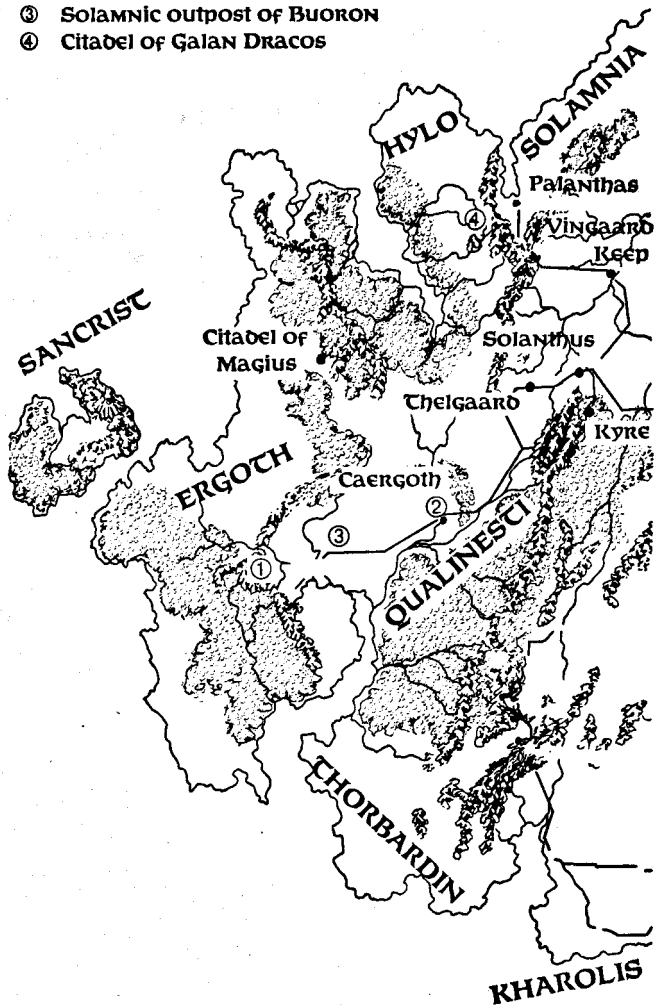 ③ Solamnic outpost of Buoron
④ Citadel of Galan Dracos
HYLO
SOLAMNIA
Palanthas
④
Vingaard
Keep
SANCRIST
Citadel of
Magius
Solanthus
Thelgaard
Kyre
ERGOTH
Caergoth
②
③
①
QUALINESTI
THORBARDIN
KHAROLIS